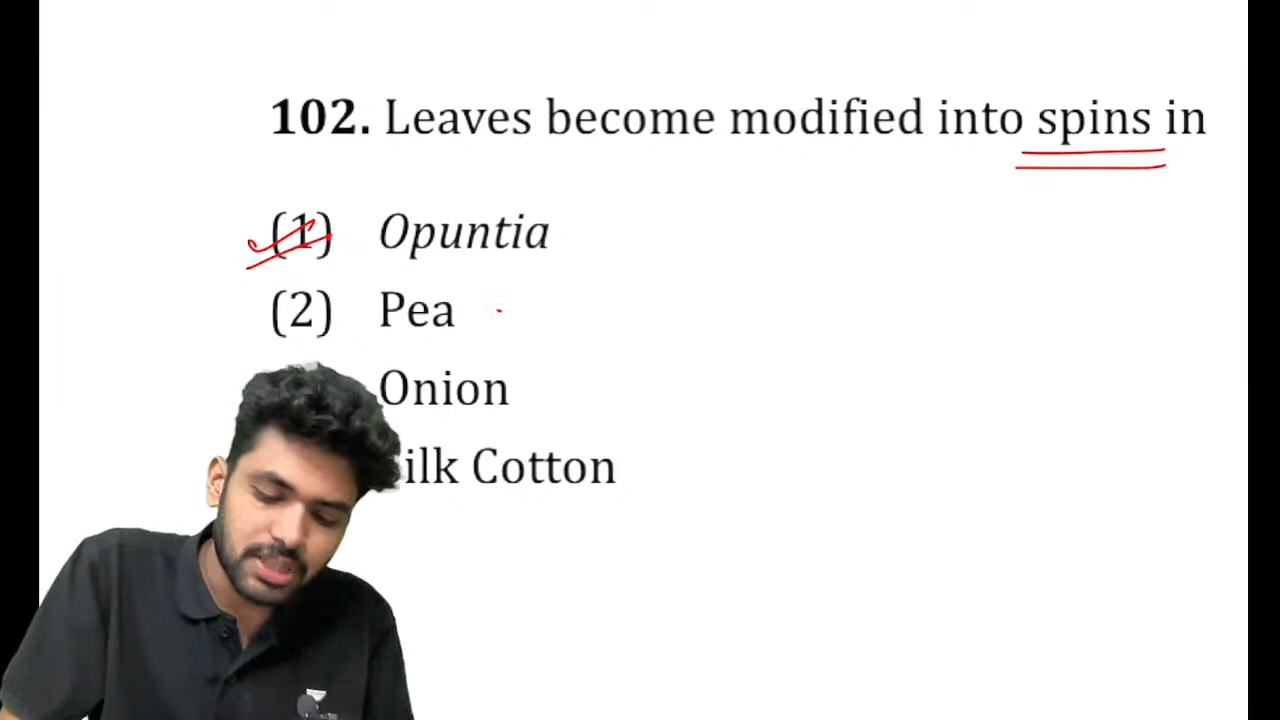 102. Leaves become modified into spins in
(1) Opuntia
(2) Pea
Onion
ilk Cotton